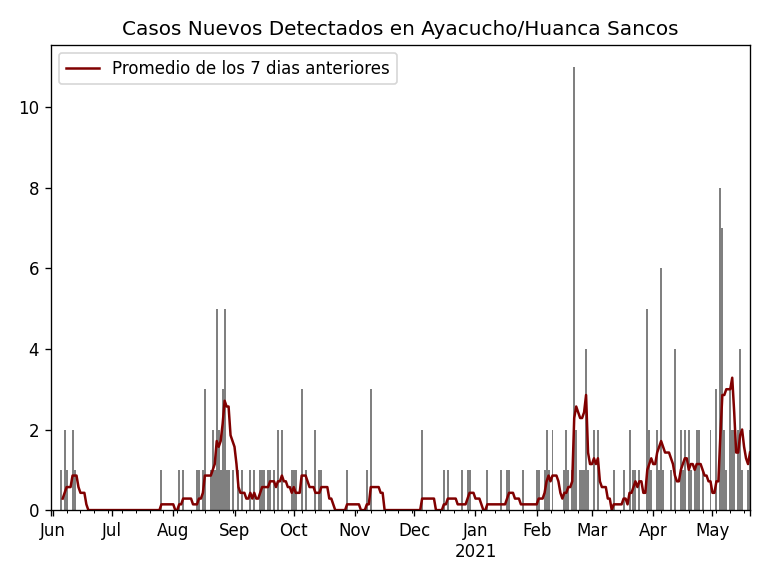 Casos Nuevos Detectados en Ayacucho/Huanca Sancos
Promedio de los 7 dias anteriores
10
8
6
4
2
0
Jun Jul Aug Sep Oct Nov Dec Jan Feb Mar Apr May
2021